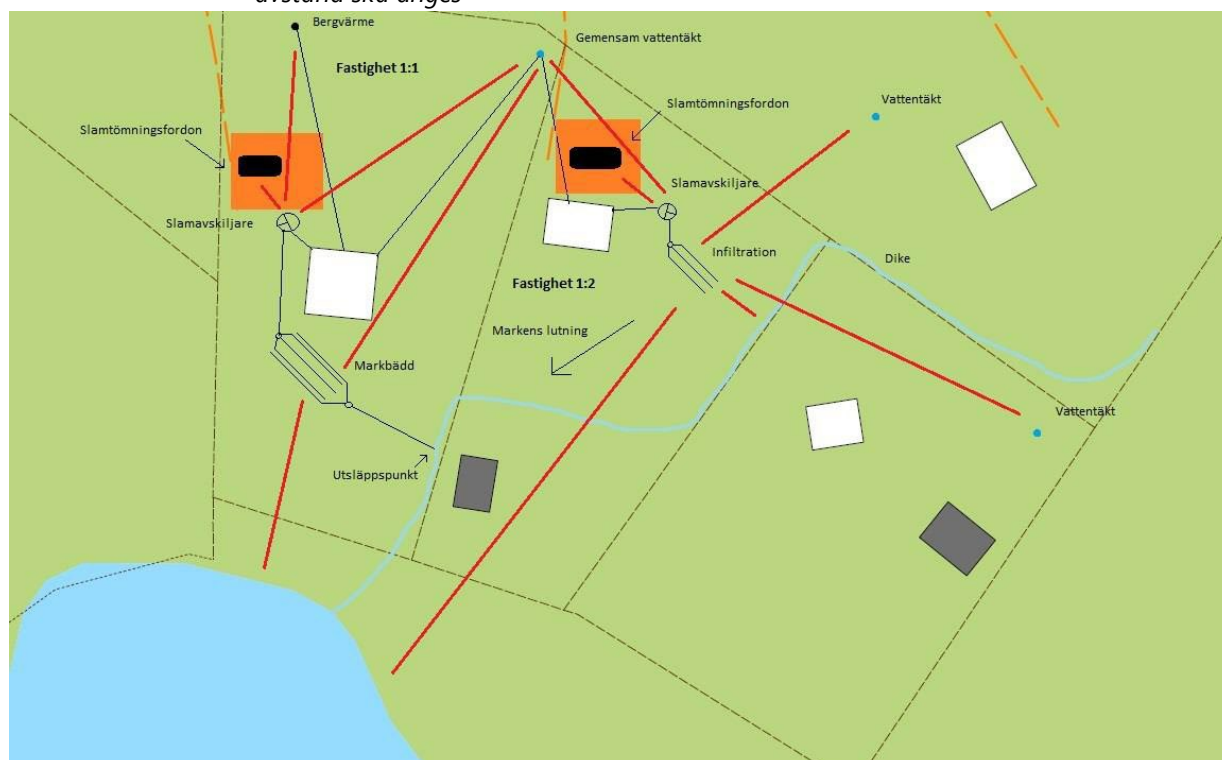 avstånd ska anges
Bergvärme
Gemensam vattentäkt
Fastighet 1:1
Vattentäkt
Slamtömningsfordon
Slamtömningsfordon
Slamavskiljare
Slamavskiljare
Infiltration
Dike
Fastighet 1:2
Markens lutning
Markbädd
Vattentäkt
Utsläppspunkt